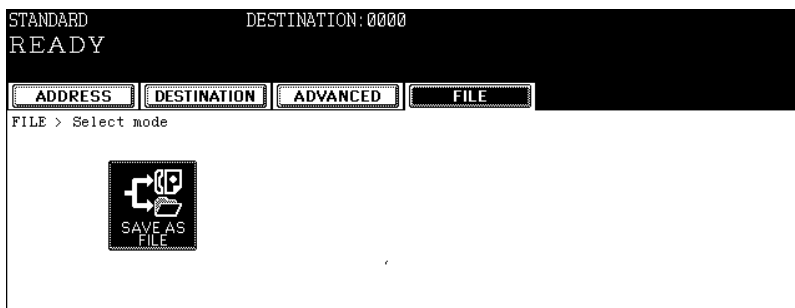 STANDARD DESTINATION:0000
READY
ADDRESS DESTINATION ADVANCED FILE
FILE > Select mode
SAVE AS
FILE